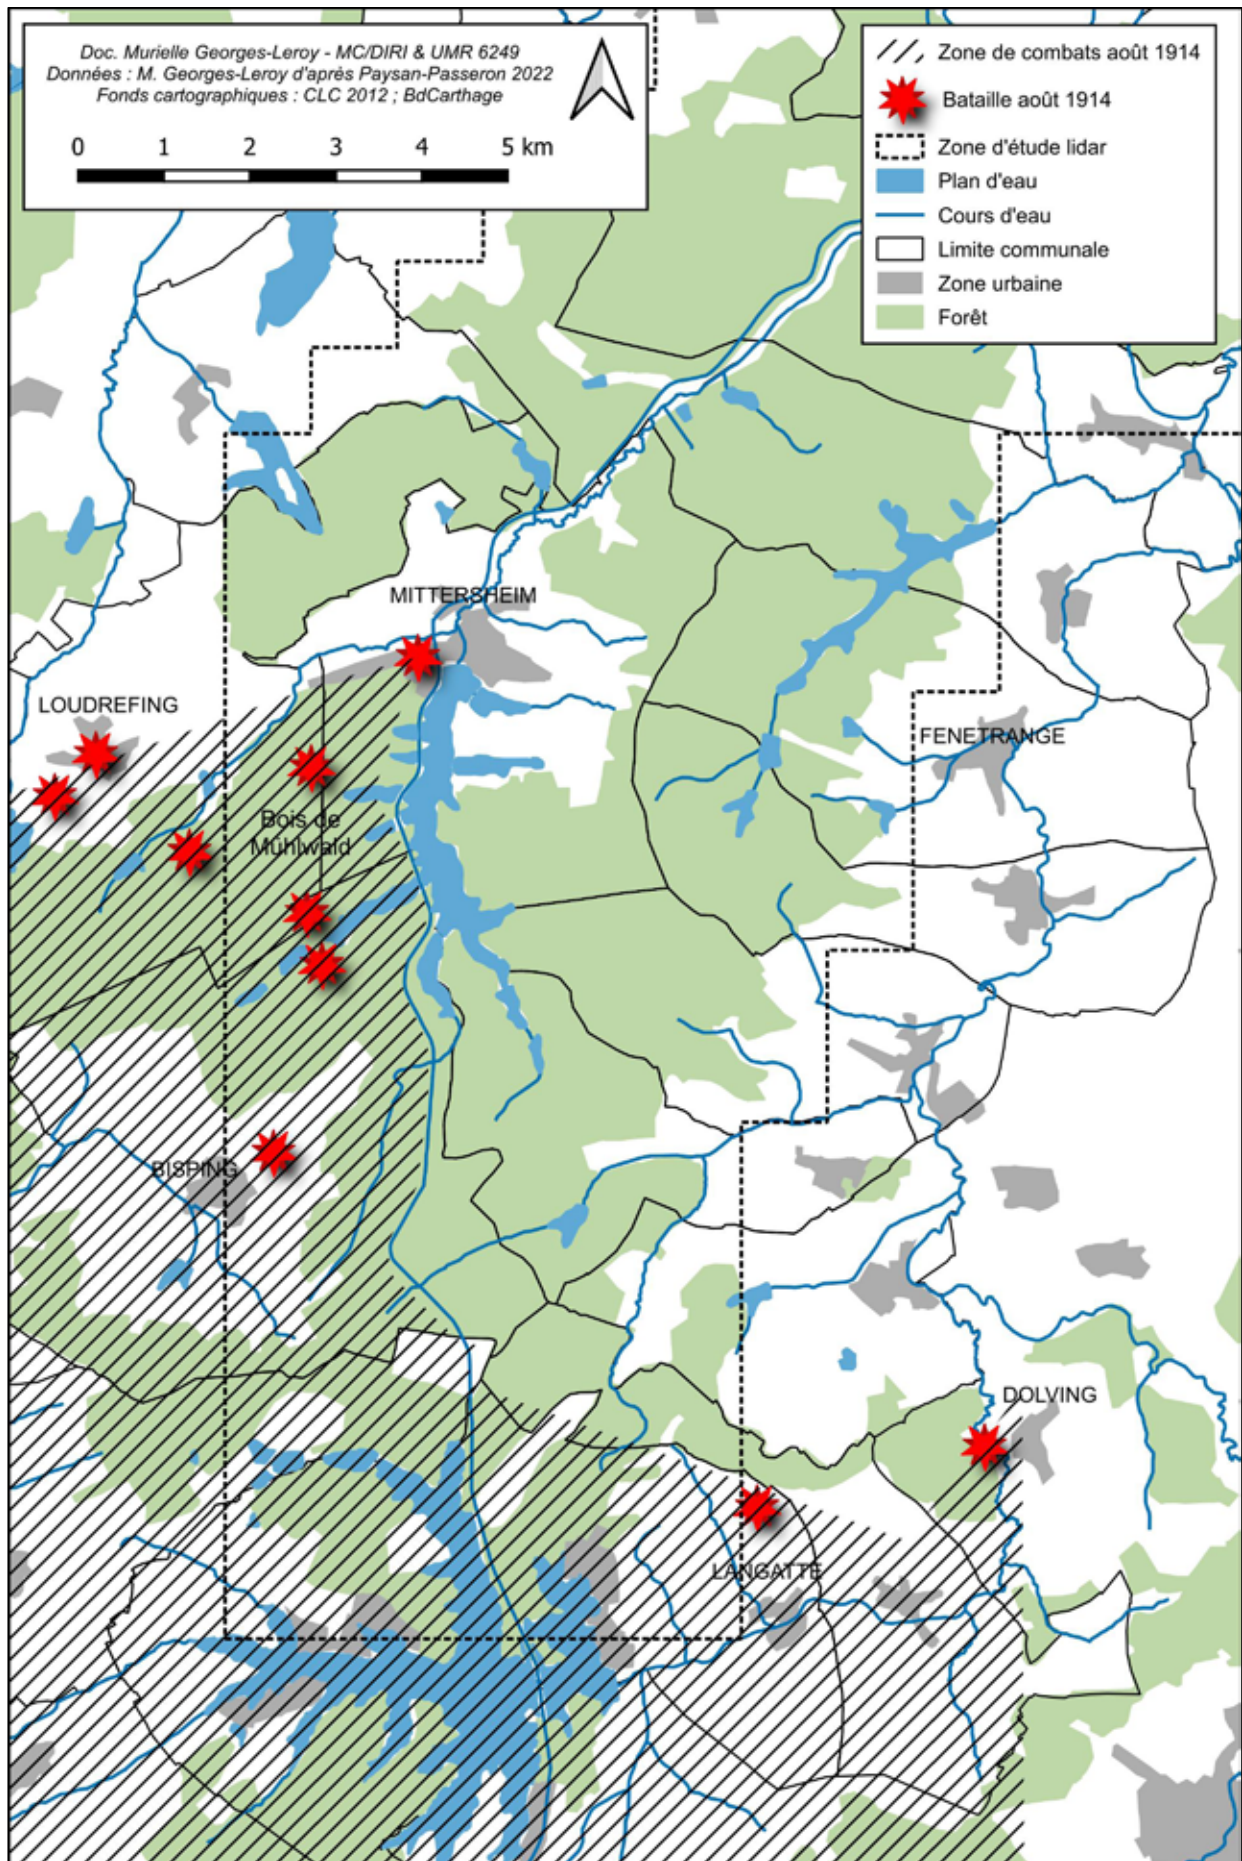 Doc. Murielle Georges-Leroy - MC/DIRI & UMR 6249
Données : M. Georges-Leroy d'après Paysan-Passeron 2022
Fonds cartographiques : CLC 2012 ; BdCarthage
0 1 2 3 4 5 km
Zone de combats août 1914
Bataille août 1914
Zone d'étude lidar
Plan d'eau
Cours d'eau
Limite communale
Zone urbaine
Forêt
MITTERSHEIM
LOUDREFING
FENETRANGE
Bois de
Mühlwald
BISPING
DOLVING
LANGATTE